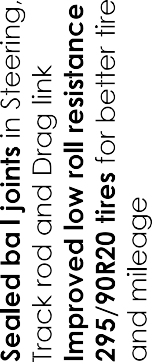 Sealed ball joints in Steering,
Track rod and Drag link
Improved low roll resistance
295/90R20 tires for better tire
and mileage